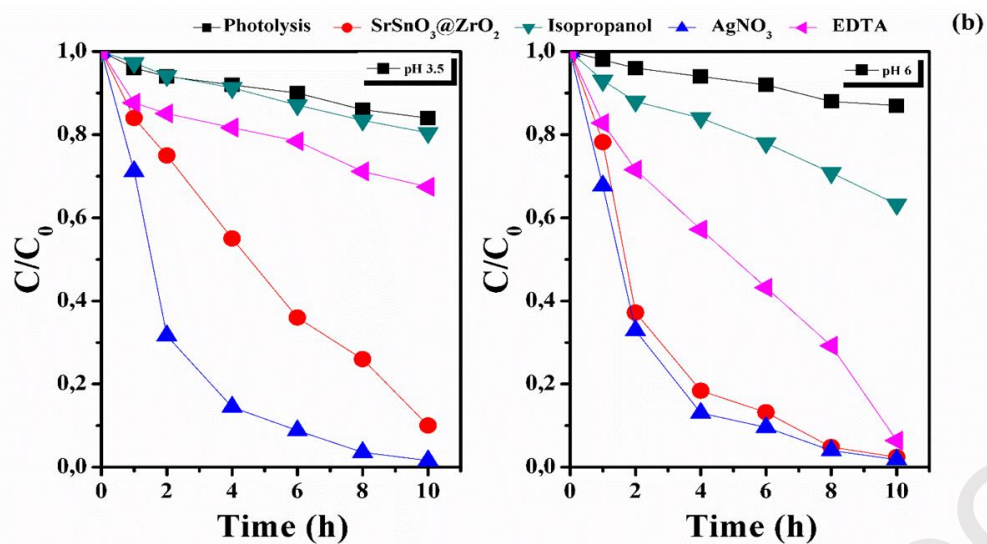 Photolysis SrSnO₃@ZrO₂ Isopropanol AgNO₃ EDTA (b)
1,0
0,8
0,6
0,4
0,2
0,0
C/C₀
pH 3.5
0 2 4 6 8 10
Time (h)
1,0
0,8
0,6
0,4
0,2
0,0
C/C₀
pH 6
0 2 4 6 8 10
Time (h)